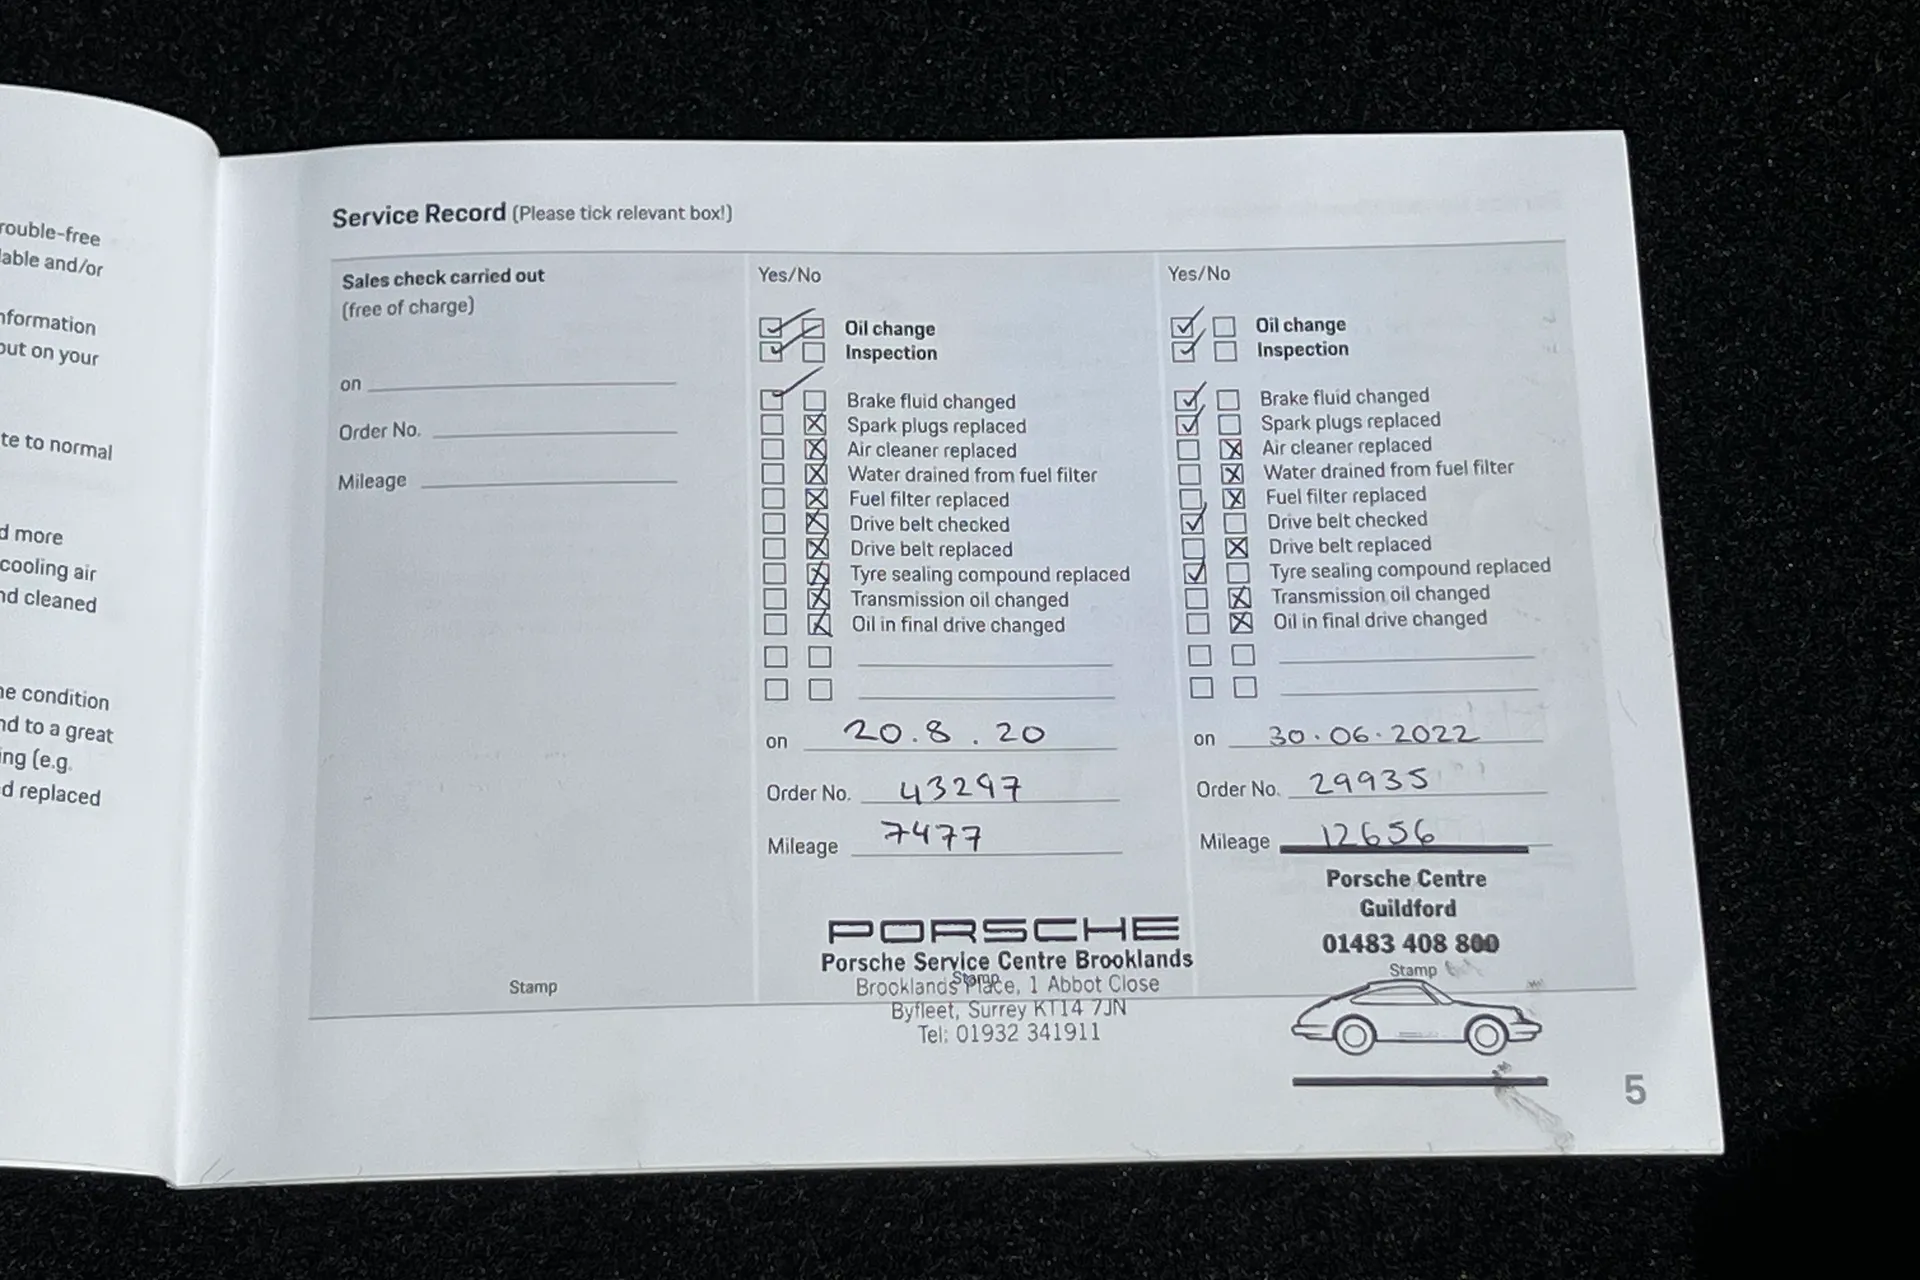 rouble-free
lable and/or
nformation
out on your
te to normal
d more
cooling air
nd cleaned
ne condition
nd to a great
ing (e.g.
d replaced
Service Record (Please tick relevant box!)
Sales check carried out
(free of charge)
on
Order No.
Mileage
Stamp
Yes/No
Oil change
Inspection
Brake fluid changed
Spark plugs replaced
Air cleaner replaced
Water drained from fuel filter
Fuel filter replaced
Drive belt checked
Drive belt replaced
Tyre sealing compound replaced
Transmission oil changed
Oil in final drive changed
on 20.8.20
Order No. 43297
Mileage 7477
PORSCHE
Porsche Service Centre Brooklands
Stamp
Brooklands Place, 1 Abbot Close
Byfleet, Surrey KT14 7JN
Tel: 01932 341911
Yes/No
Oil change
Inspection
Brake fluid changed
Spark plugs replaced
Air cleaner replaced
Water drained from fuel filter
Fuel filter replaced
Drive belt checked
Drive belt replaced
Tyre sealing compound replaced
Transmission oil changed
Oil in final drive changed
on 30.06.2022
Order No. 29935
Mileage 12656
Porsche Centre
Guildford
01483 408 800
Stamp
5